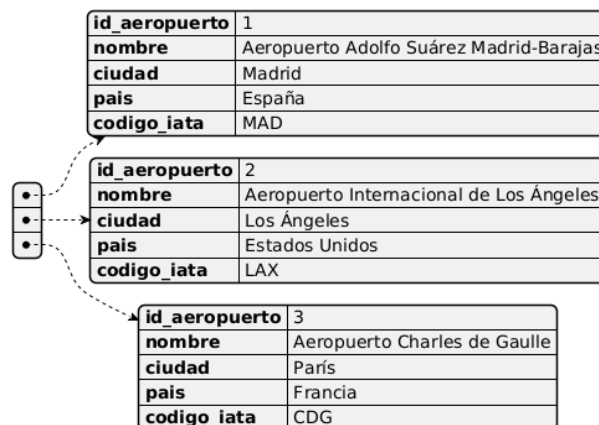 id_aeropuerto 1
nombre Aeropuerto Adolfo Suárez Madrid-Barajas
ciudad Madrid
pais España
codigo_iata MAD
id_aeropuerto 2
nombre Aeropuerto Internacional de Los Ángeles
ciudad Los Ángeles
pais Estados Unidos
codigo_iata LAX
id_aeropuerto 3
nombre Aeropuerto Charles de Gaulle
ciudad París
pais Francia
codigo_iata CDG